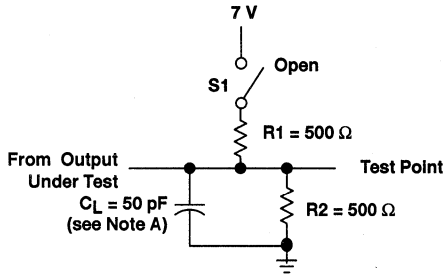 7 V
Open
S1
R1 = 500 Ω
From Output
Under Test
Test Point
CL = 50 pF
(see Note A)
R2 = 500 Ω